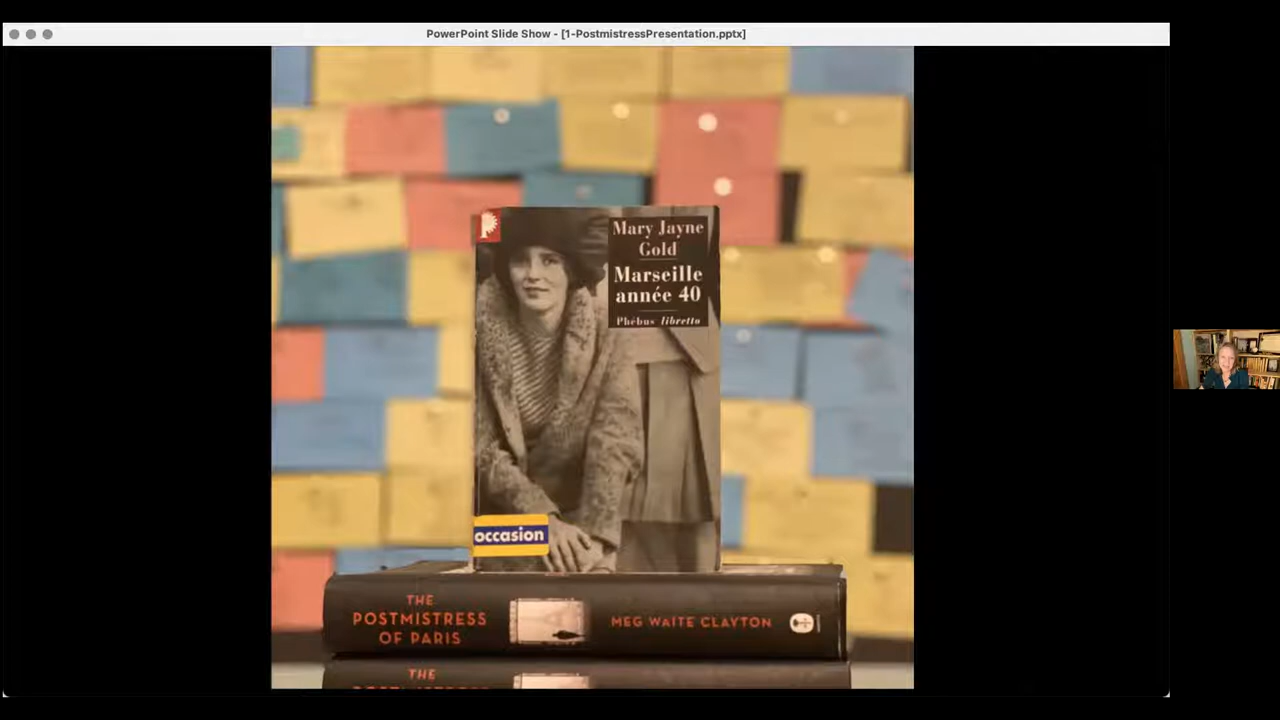 PowerPoint Slide Show - [1-PostmistressPresentation.pptx]
Mary Jayne
Gold
Marseille
année 40
Phébus libretto
occasion
THE
POSTMISTRESS
OF PARIS
MEG WAITE CLAYTON
THE